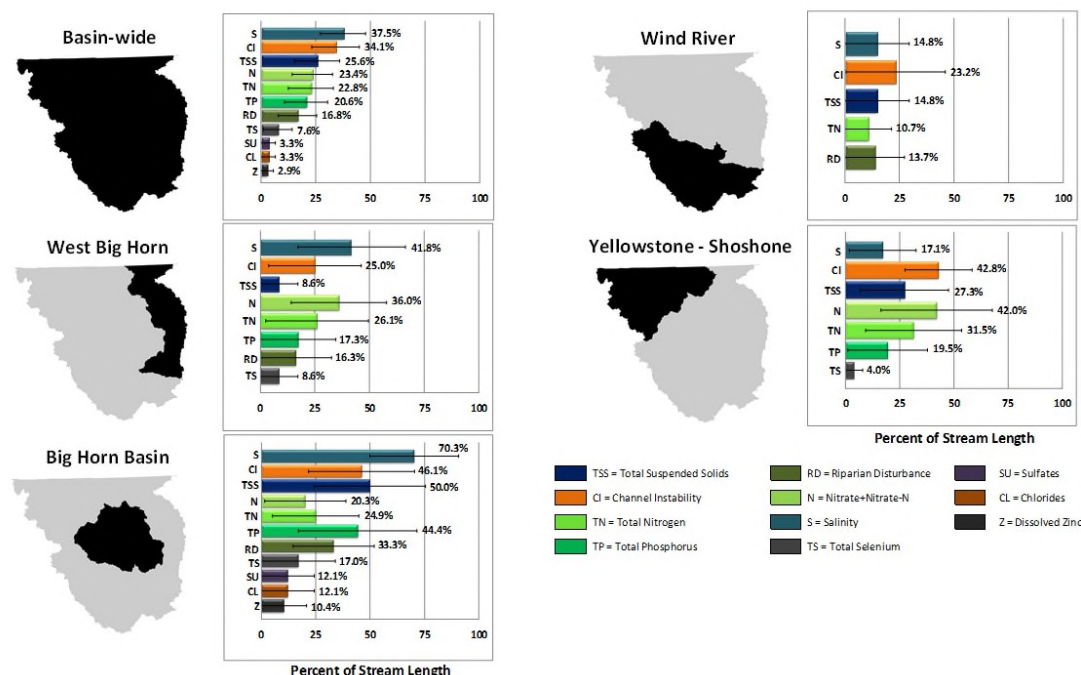 Basin-wide
S 37.5%
CI 34.1%
TSS 25.6%
N 23.4%
TN 22.8%
TP 20.6%
RD 16.8%
TS 7.6%
SU 3.3%
CL 3.3%
Z 2.9%
0 25 50 75 100
Wind River
S 14.8%
CI 23.2%
TSS 14.8%
TN 10.7%
RD 13.7%
0 25 50 75 100
West Big Horn
S 41.8%
CI 25.0%
TSS 8.6%
N 36.0%
TN 26.1%
TP 17.3%
RD 16.3%
TS 8.6%
0 25 50 75 100
Yellowstone - Shoshone
S 17.1%
CI 42.8%
TSS 27.3%
N 42.0%
TN 31.5%
TP 19.5%
TS 4.0%
0 25 50 75 100
Percent of Stream Length
Big Horn Basin
S 70.3%
CI 46.1%
TSS 50.0%
N 20.3%
TN 24.9%
TP 44.4%
RD 33.3%
TS 17.0%
SU 12.1%
CL 12.1%
Z 10.4%
0 25 50 75 100
Percent of Stream Length
TSS = Total Suspended Solids
RD = Riparian Disturbance
SU = Sulfates
CI = Channel Instability
N = Nitrate+Nitrate-N
CL = Chlorides
TN = Total Nitrogen
S = Salinity
Z = Dissolved Zinc
TP = Total Phosphorus
TS = Total Selenium